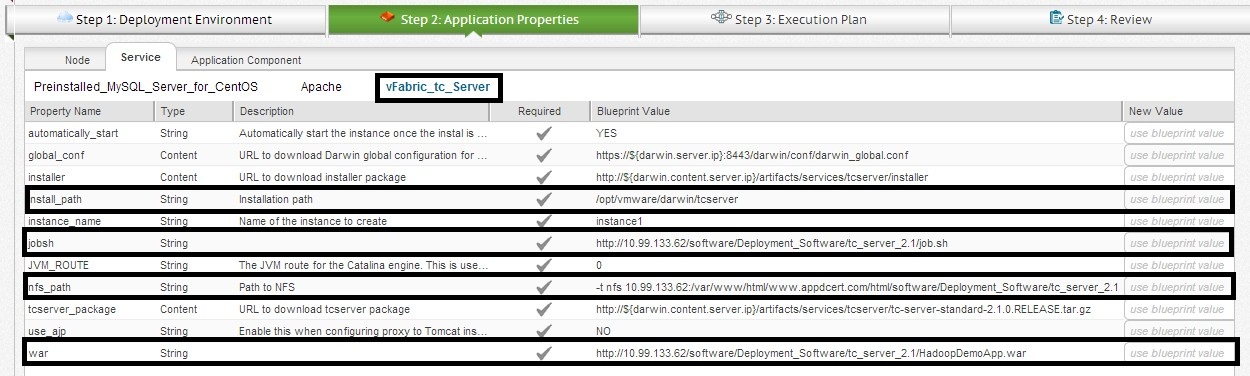 Step 1: Deployment Environment Step 2: Application Properties Step 3: Execution Plan Step 4: Review
Node Service Application Component
Preinstalled_MySQL_Server_for_CentOS Apache vFabric_tc_Server
Property Name Type Description Required Blueprint Value New Value
automatically_start String Automatically start the instance once the instal is ... YES use blueprint value
global_conf Content URL to download Darwin global configuration for ... https://${darwin.server.ip}:8443/darwin/conf/darwin_global.conf use blueprint value
installer Content URL to download installer package http://${darwin.content.server.ip}/artifacts/services/tcserver/installer use blueprint value
nstall_path String Installation path /opt/vmware/darwin/tcserver use blueprint value
instance_name String Name of the instance to create instance1 use blueprint value
jobsh String http://10.99.133.62/software/Deployment_Software/tc_server_2.1/job.sh use blueprint value
JVM_ROUTE String The JVM route for the Catalina engine. This is use... 0 use blueprint value
nfs_path String Path to NFS -t nfs 10.99.133.62:/var/www/html/www.appdcert.com/html/software/Deployment_Software/tc_server_2.1 use blueprint value
tcserver_package Content URL to download tcserver package http://${darwin.content.server.ip}/artifacts/services/tcserver/tc-server-standard-2.1.0.RELEASE.tar.gz use blueprint value
use_ajp String Enable this when configuring proxy to Tomcat ins... NO use blueprint value
war String http://10.99.133.62/software/Deployment_Software/tc_server_2.1/HadoopDemoApp.war use blueprint value